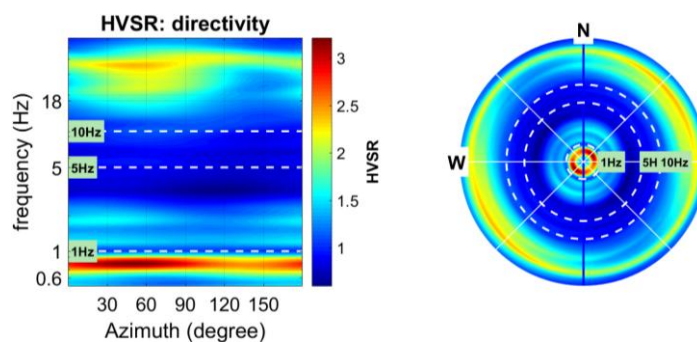 HVSR: directivity
frequency (Hz)
18
5
1
0.6
10Hz
5Hz
1Hz
30 60 90 120 150
Azimuth (degree)
3
2.5
2
1.5
1
HVSR
N
W
1Hz 5H 10Hz